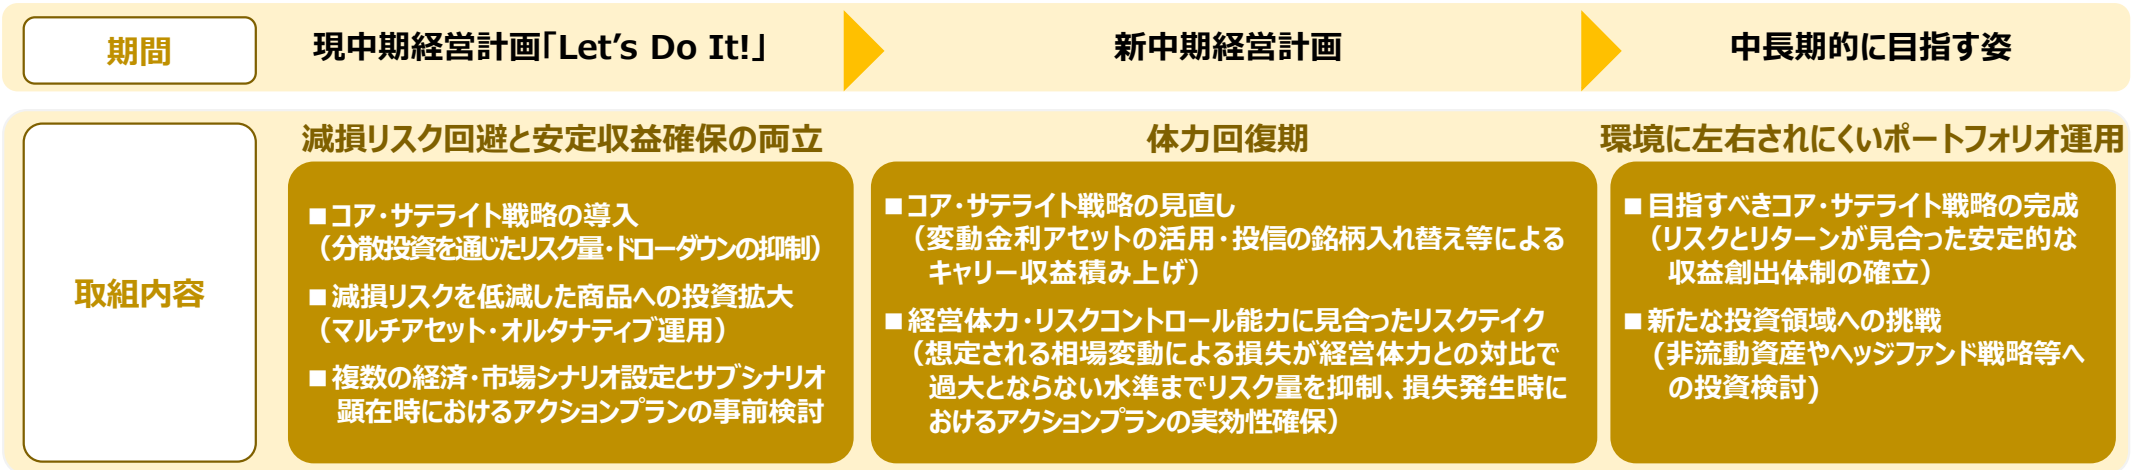 期間
現中期経営計画「Let's Do It!」
新中期経営計画
中長期的に目指す姿
取組内容
減損リスク回避と安定収益確保の両立
■コア・サテライト戦略の導入
（分散投資を通じたリスク量・ドローダウンの抑制）
■減損リスクを低減した商品への投資拡大
（マルチアセット・オルタナティブ運用）
■複数の経済・市場シナリオ設定とサブシナリオ
顕在時におけるアクションプランの事前検討
体力回復期
■コア・サテライト戦略の見直し
（変動金利アセットの活用・投信の銘柄入れ替え等による
キャリー収益積み上げ）
■経営体力・リスクコントロール能力に見合ったリスクテイク
（想定される相場変動による損失が経営体力との対比で
過大とならない水準までリスク量を抑制、損失発生時に
おけるアクションプランの実効性確保）
環境に左右されにくいポートフォリオ運用
■目指すべきコア・サテライト戦略の完成
（リスクとリターンが見合った安定的な
収益創出体制の確立）
■新たな投資領域への挑戦
(非流動資産やヘッジファンド戦略等へ
の投資検討)